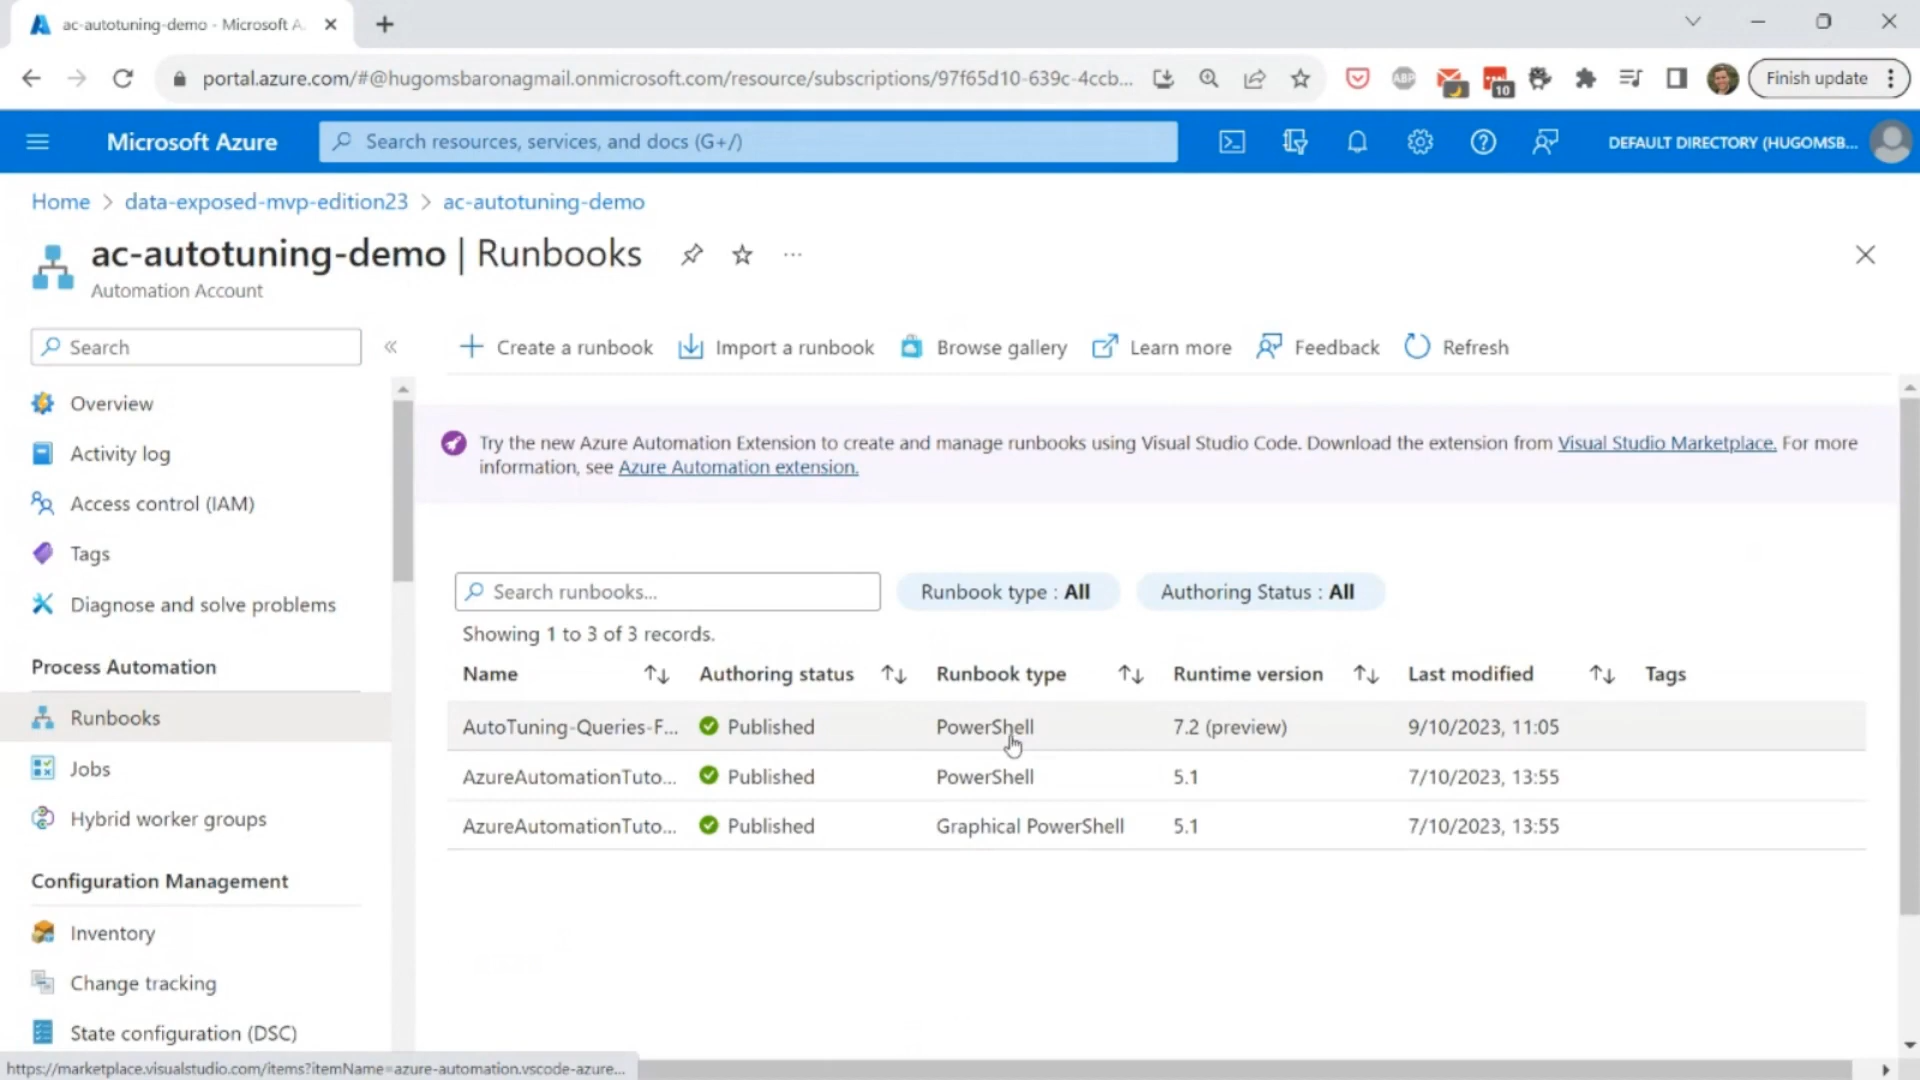 ac-autotuning-demo - Microsoft A
portal.azure.com/#@hugomsbaronagmail.onmicrosoft.com/resource/subscriptions/97f65d10-639c-4ccb...
ABP
10
Finish update
Microsoft Azure
Search resources, services, and docs (G+/)
DEFAULT DIRECTORY (HUGOMSB...
Home > data-exposed-mvp-edition23 > ac-autotuning-demo
ac-autotuning-demo | Runbooks
Automation Account
Search
Create a runbook
Import a runbook
Browse gallery
Learn more
Feedback
Refresh
Overview
Activity log
Access control (IAM)
Tags
Diagnose and solve problems
Process Automation
Runbooks
Jobs
Hybrid worker groups
Configuration Management
Inventory
Change tracking
State configuration (DSC)
Try the new Azure Automation Extension to create and manage runbooks using Visual Studio Code. Download the extension from Visual Studio Marketplace. For more
information, see Azure Automation extension.
Search runbooks...
Runbook type : All
Authoring Status : All
Showing 1 to 3 of 3 records.
Name Authoring status Runbook type Runtime version Last modified Tags
AutoTuning-Queries-F... Published PowerShell 7.2 (preview) 9/10/2023, 11:05
AzureAutomationTuto... Published PowerShell 5.1 7/10/2023, 13:55
AzureAutomationTuto... Published Graphical PowerShell 5.1 7/10/2023, 13:55
https://marketplace.visualstudio.com/items?itemName=azure-automation.vscode-azure...